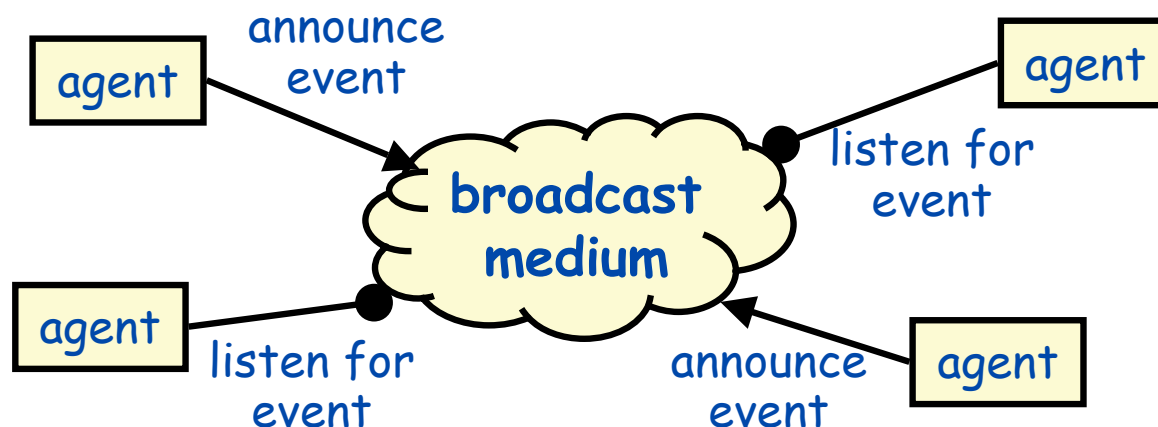 announce
event
agent
agent
listen for
event
broadcast
medium
agent
listen for
event
announce
event
agent